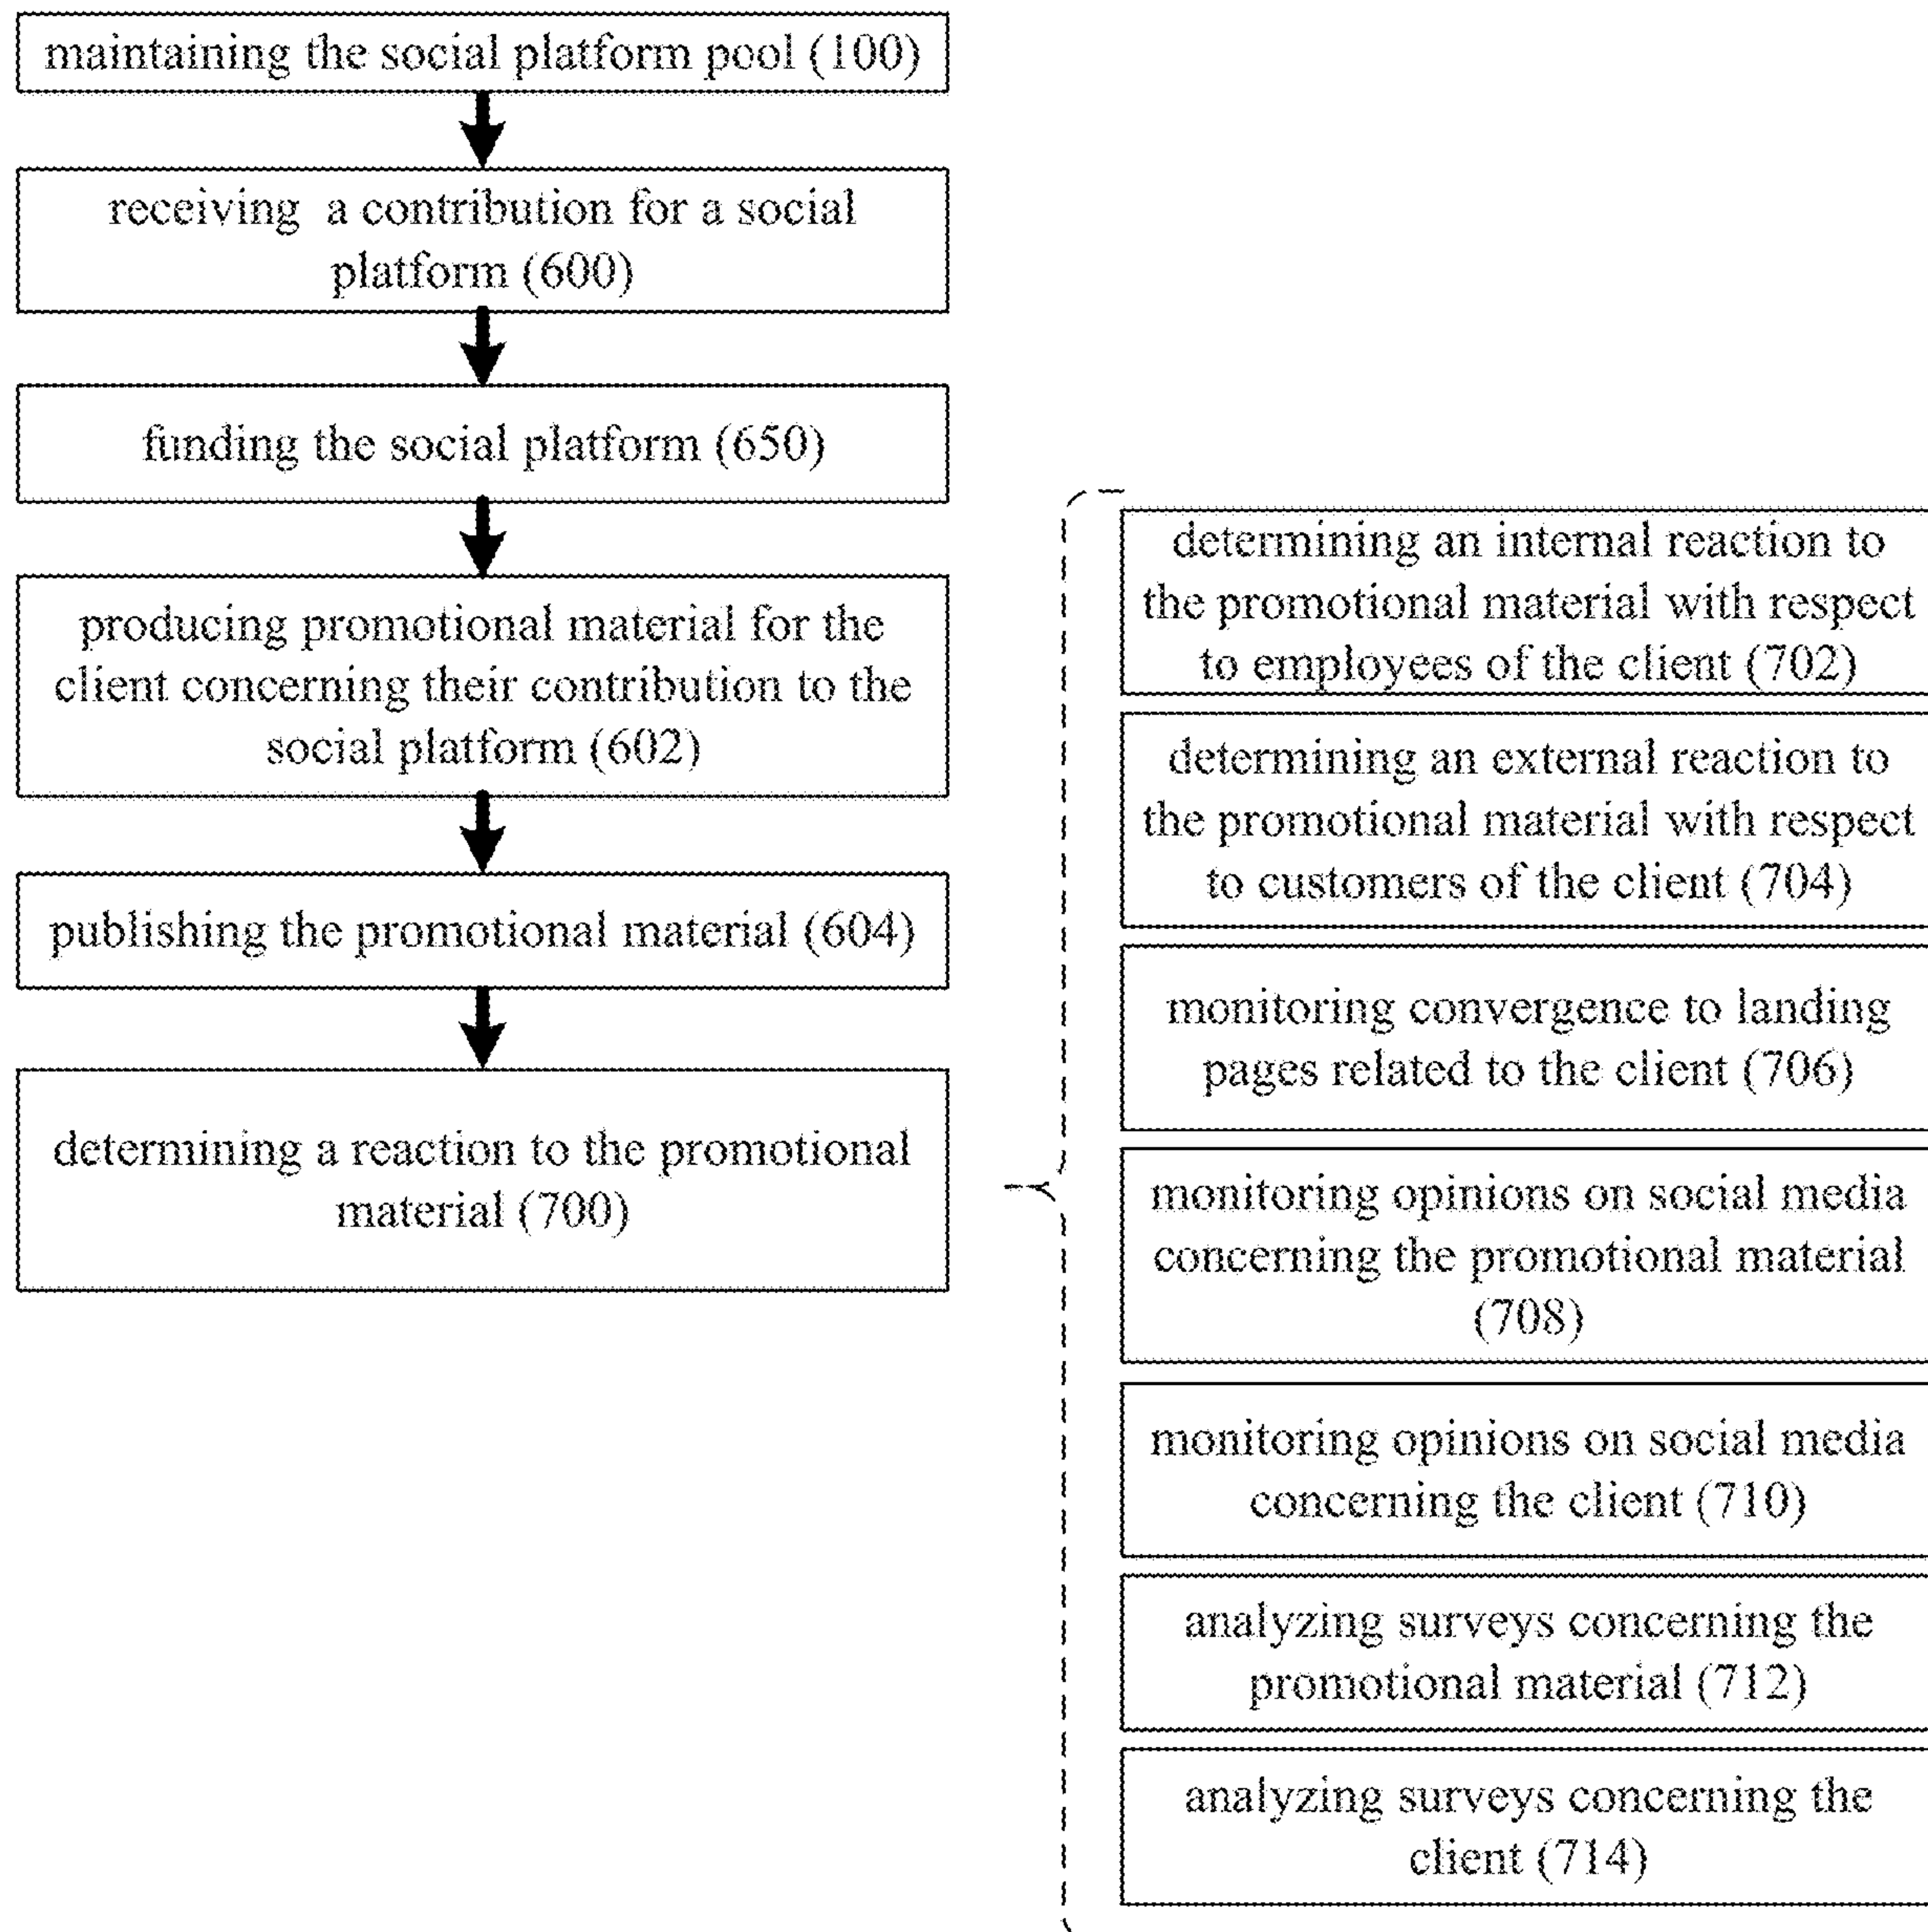 maintaining the social platform pool (100)
receiving a contribution for a social
platform (600)
funding the social platform (650)
producing promotional material for the
client concerning their contribution to the
social platform (602)
publishing the promotional material (604)
determining a reaction to the promotional
material (700)
determining an internal reaction to
the promotional material with respect
to employees of the client (702)
determining an external reaction to
the promotional material with respect
to customers of the client (704)
monitoring convergence to landing
pages related to the client (706)
monitoring opinions on social media
concerning the promotional material
(708)
monitoring opinions on social media
concerning the client (710)
analyzing surveys concerning the
promotional material (712)
analyzing surveys concerning the
client (714)